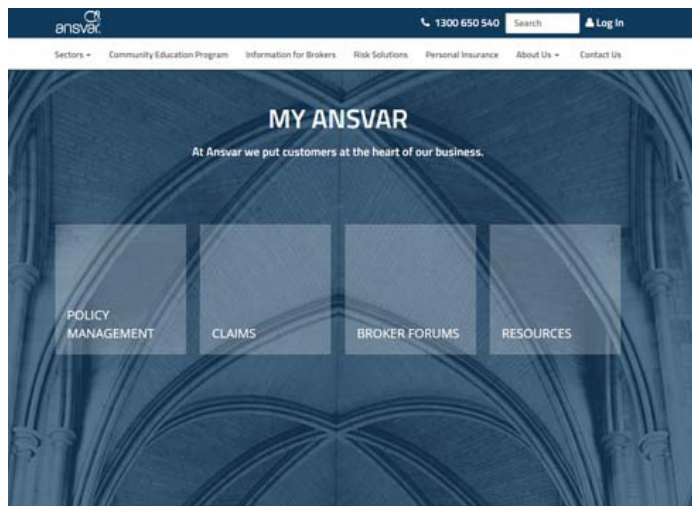 ansvar
1300 650 540 Search Log In
Sectors Community Education Program Information for Brokers Risk Solutions Personal Insurance About Us Contact Us
MY ANSVAR
At Ansvar we put customers at the heart of our business.
POLICY
MANAGEMENT
CLAIMS
BROKER FORUMS
RESOURCES